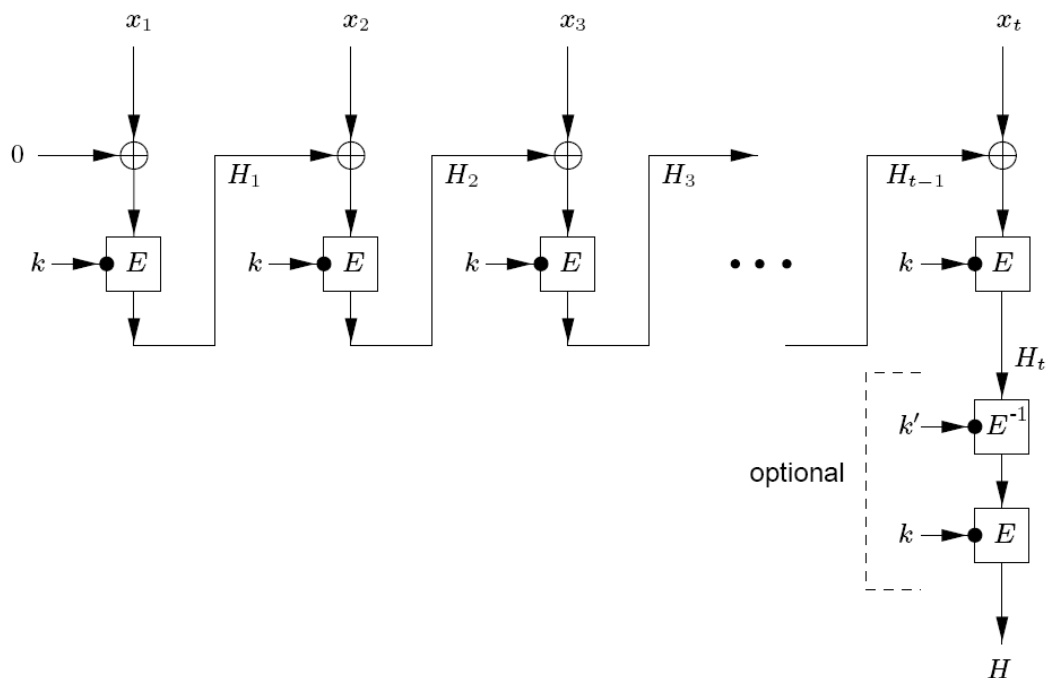 x₁ x₂ x₃ xₜ
0 H₁ H₂ H₃ Hₜ₋₁
k E k E k E ••• k E
Hₜ
k′ E⁻¹
optional
k E
H